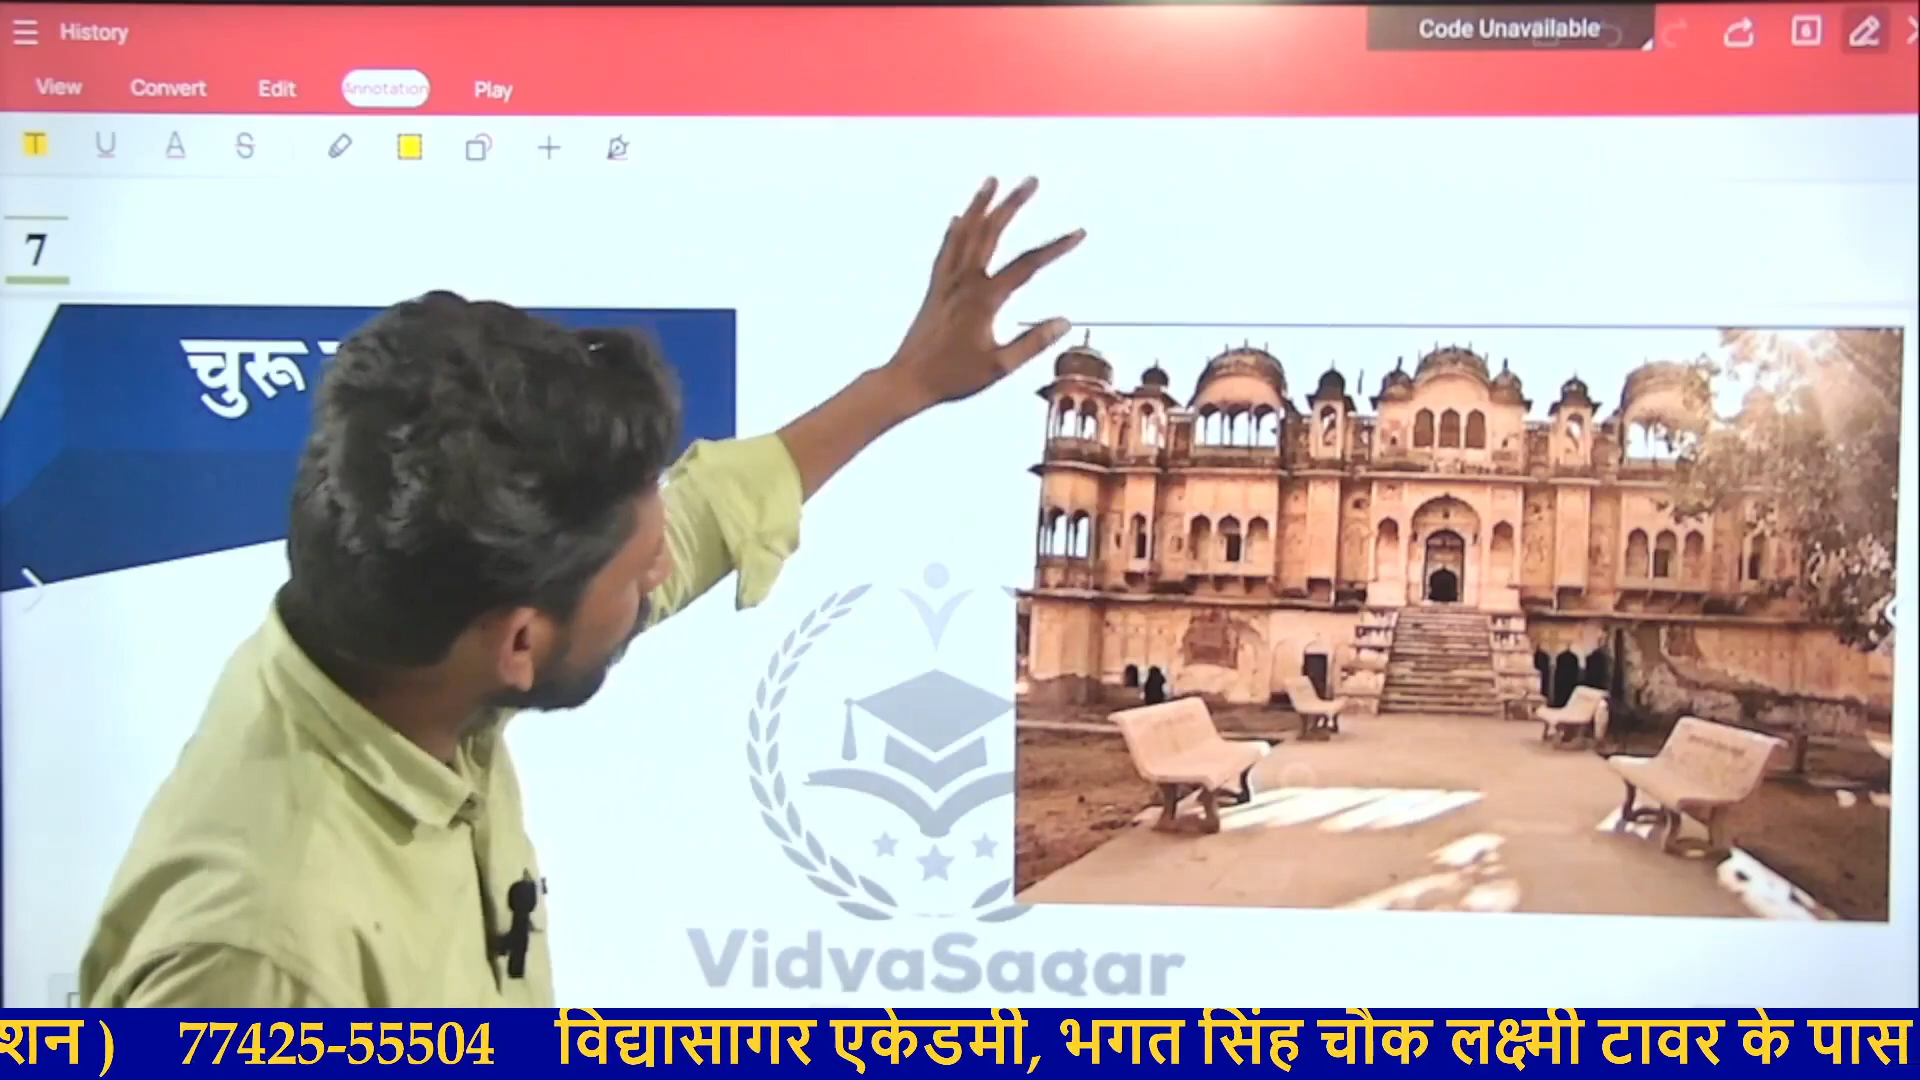 History
Code Unavailable
View Convert Edit Annotation Play
7
चुरू
VidyaSagar
शन ) 77425-55504 विद्यासागर एकेडमी, भगत सिंह चौक लक्ष्मी टावर के पास